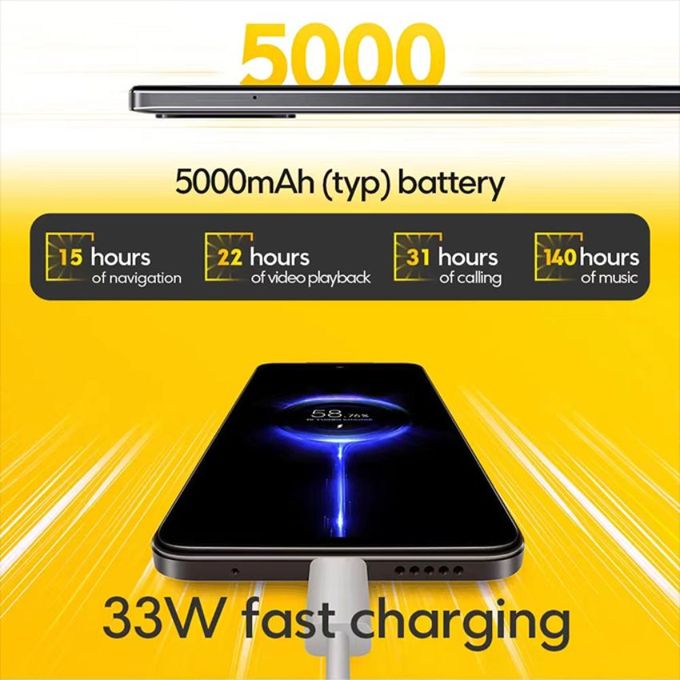 5000
5000mAh (typ) battery
15 hours
of navigation
22 hours
of video playback
31 hours
of calling
140 hours
of music
58.76%
33W fast charging